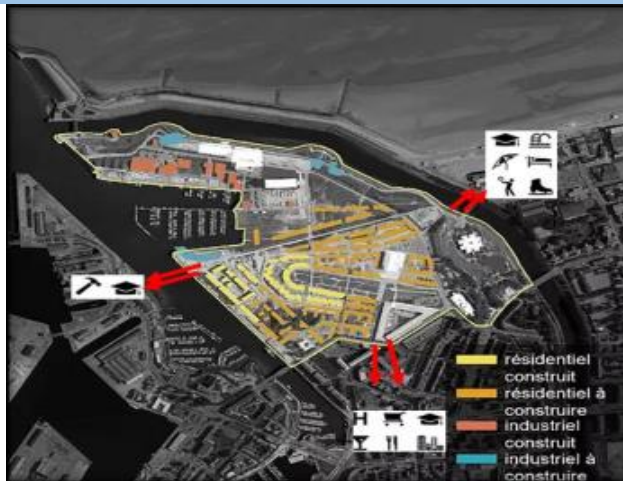 H
résidentiel
construit
résidentiel à
construire
industriel
construit
industriel à
construire